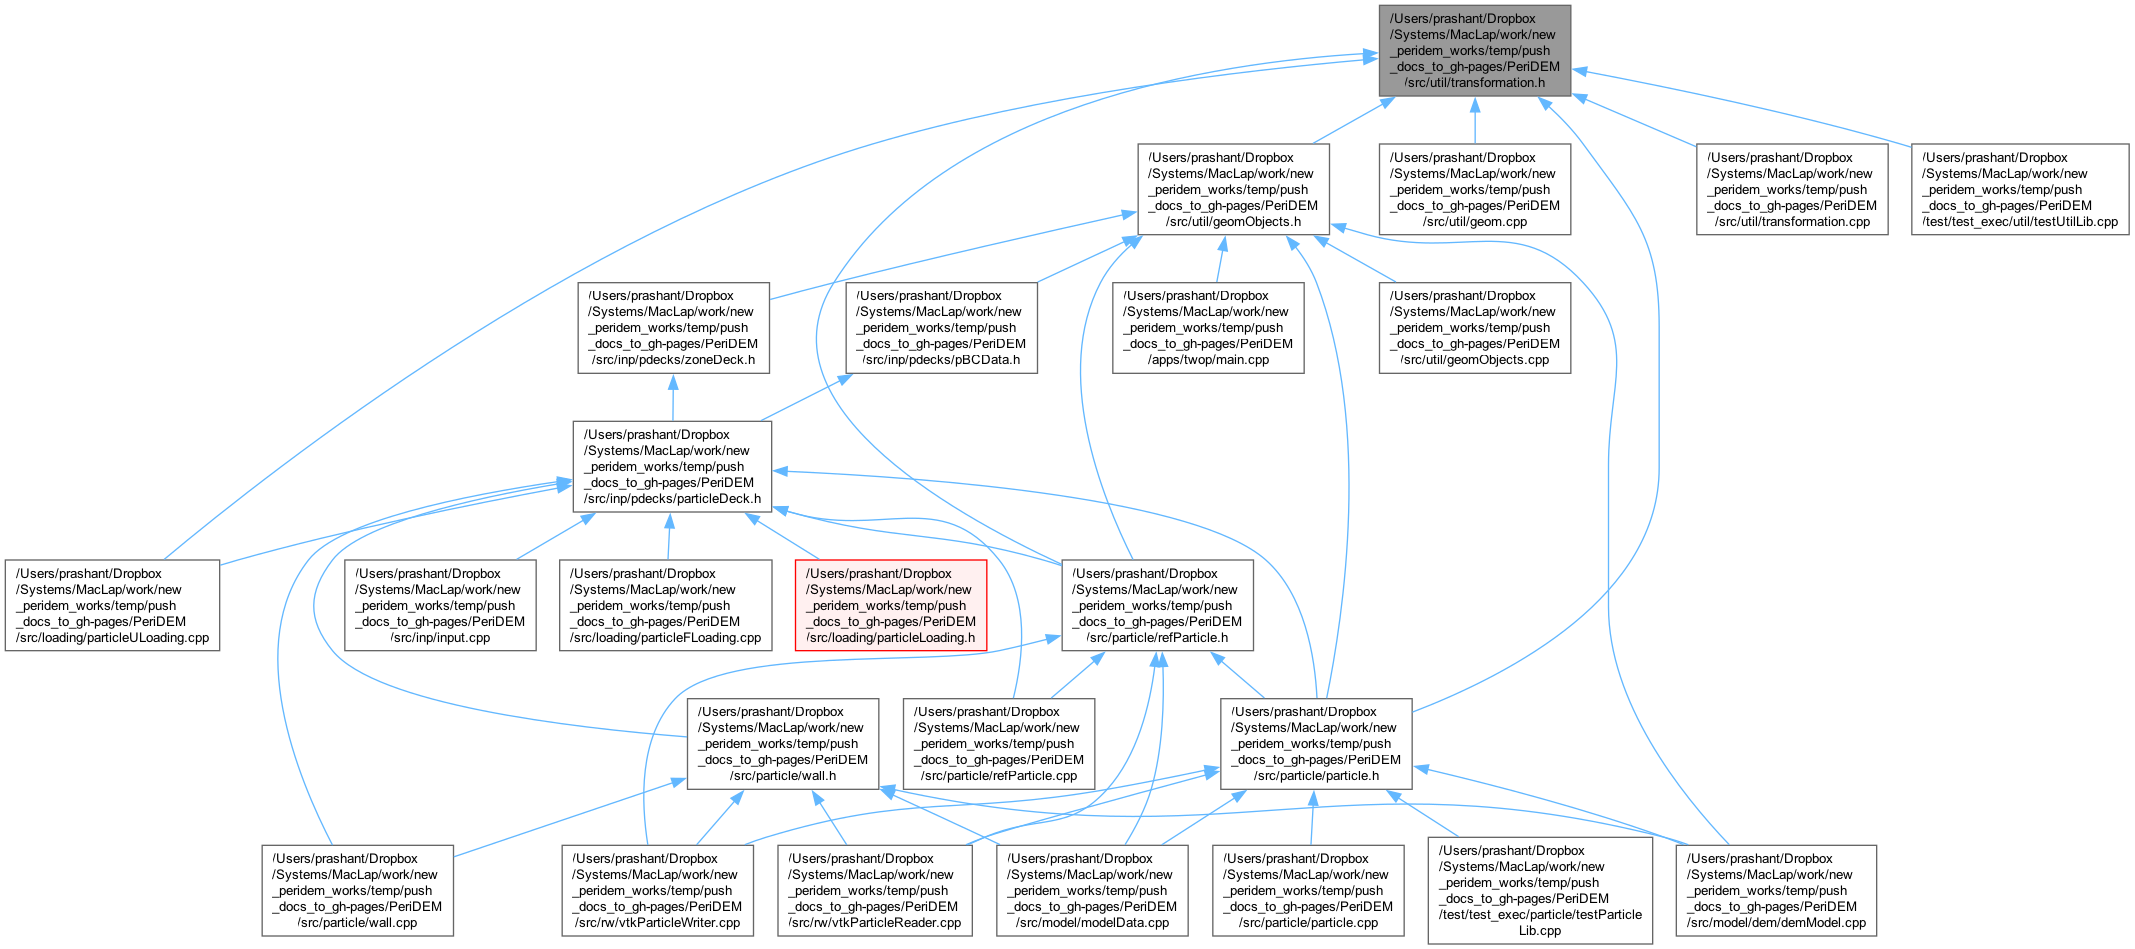 /Users/prashant/Dropbox
/Systems/MacLap/work/new
_peridem_works/temp/push
_docs_to_gh-pages/PeriDEM
/src/util/transformation.h
/Users/prashant/Dropbox
/Systems/MacLap/work/new
_peridem_works/temp/push
_docs_to_gh-pages/PeriDEM
/src/util/geomObjects.h
/Users/prashant/Dropbox
/Systems/MacLap/work/new
_peridem_works/temp/push
_docs_to_gh-pages/PeriDEM
/src/util/geom.cpp
/Users/prashant/Dropbox
/Systems/MacLap/work/new
_peridem_works/temp/push
_docs_to_gh-pages/PeriDEM
/src/util/transformation.cpp
/Users/prashant/Dropbox
/Systems/MacLap/work/new
_peridem_works/temp/push
_docs_to_gh-pages/PeriDEM
/test/test_exec/util/testUtilLib.cpp
/Users/prashant/Dropbox
/Systems/MacLap/work/new
_peridem_works/temp/push
_docs_to_gh-pages/PeriDEM
/src/inp/pdecks/zoneDeck.h
/Users/prashant/Dropbox
/Systems/MacLap/work/new
_peridem_works/temp/push
_docs_to_gh-pages/PeriDEM
/src/inp/pdecks/pBCData.h
/Users/prashant/Dropbox
/Systems/MacLap/work/new
_peridem_works/temp/push
_docs_to_gh-pages/PeriDEM
/apps/twop/main.cpp
/Users/prashant/Dropbox
/Systems/MacLap/work/new
_peridem_works/temp/push
_docs_to_gh-pages/PeriDEM
/src/util/geomObjects.cpp
/Users/prashant/Dropbox
/Systems/MacLap/work/new
_peridem_works/temp/push
_docs_to_gh-pages/PeriDEM
/src/inp/pdecks/particleDeck.h
/Users/prashant/Dropbox
/Systems/MacLap/work/new
_peridem_works/temp/push
_docs_to_gh-pages/PeriDEM
/src/loading/particleULoading.cpp
/Users/prashant/Dropbox
/Systems/MacLap/work/new
_peridem_works/temp/push
_docs_to_gh-pages/PeriDEM
/src/inp/input.cpp
/Users/prashant/Dropbox
/Systems/MacLap/work/new
_peridem_works/temp/push
_docs_to_gh-pages/PeriDEM
/src/loading/particleFLoading.cpp
/Users/prashant/Dropbox
/Systems/MacLap/work/new
_peridem_works/temp/push
_docs_to_gh-pages/PeriDEM
/src/loading/particleLoading.h
/Users/prashant/Dropbox
/Systems/MacLap/work/new
_peridem_works/temp/push
_docs_to_gh-pages/PeriDEM
/src/particle/refParticle.h
/Users/prashant/Dropbox
/Systems/MacLap/work/new
_peridem_works/temp/push
_docs_to_gh-pages/PeriDEM
/src/particle/wall.h
/Users/prashant/Dropbox
/Systems/MacLap/work/new
_peridem_works/temp/push
_docs_to_gh-pages/PeriDEM
/src/particle/refParticle.cpp
/Users/prashant/Dropbox
/Systems/MacLap/work/new
_peridem_works/temp/push
_docs_to_gh-pages/PeriDEM
/src/particle/particle.h
/Users/prashant/Dropbox
/Systems/MacLap/work/new
_peridem_works/temp/push
_docs_to_gh-pages/PeriDEM
/src/particle/wall.cpp
/Users/prashant/Dropbox
/Systems/MacLap/work/new
_peridem_works/temp/push
_docs_to_gh-pages/PeriDEM
/src/rw/vtkParticleWriter.cpp
/Users/prashant/Dropbox
/Systems/MacLap/work/new
_peridem_works/temp/push
_docs_to_gh-pages/PeriDEM
/src/rw/vtkParticleReader.cpp
/Users/prashant/Dropbox
/Systems/MacLap/work/new
_peridem_works/temp/push
_docs_to_gh-pages/PeriDEM
/src/model/modelData.cpp
/Users/prashant/Dropbox
/Systems/MacLap/work/new
_peridem_works/temp/push
_docs_to_gh-pages/PeriDEM
/src/particle/particle.cpp
/Users/prashant/Dropbox
/Systems/MacLap/work/new
_peridem_works/temp/push
_docs_to_gh-pages/PeriDEM
/test/test_exec/particle/testParticle
Lib.cpp
/Users/prashant/Dropbox
/Systems/MacLap/work/new
_peridem_works/temp/push
_docs_to_gh-pages/PeriDEM
/src/model/dem/demModel.cpp